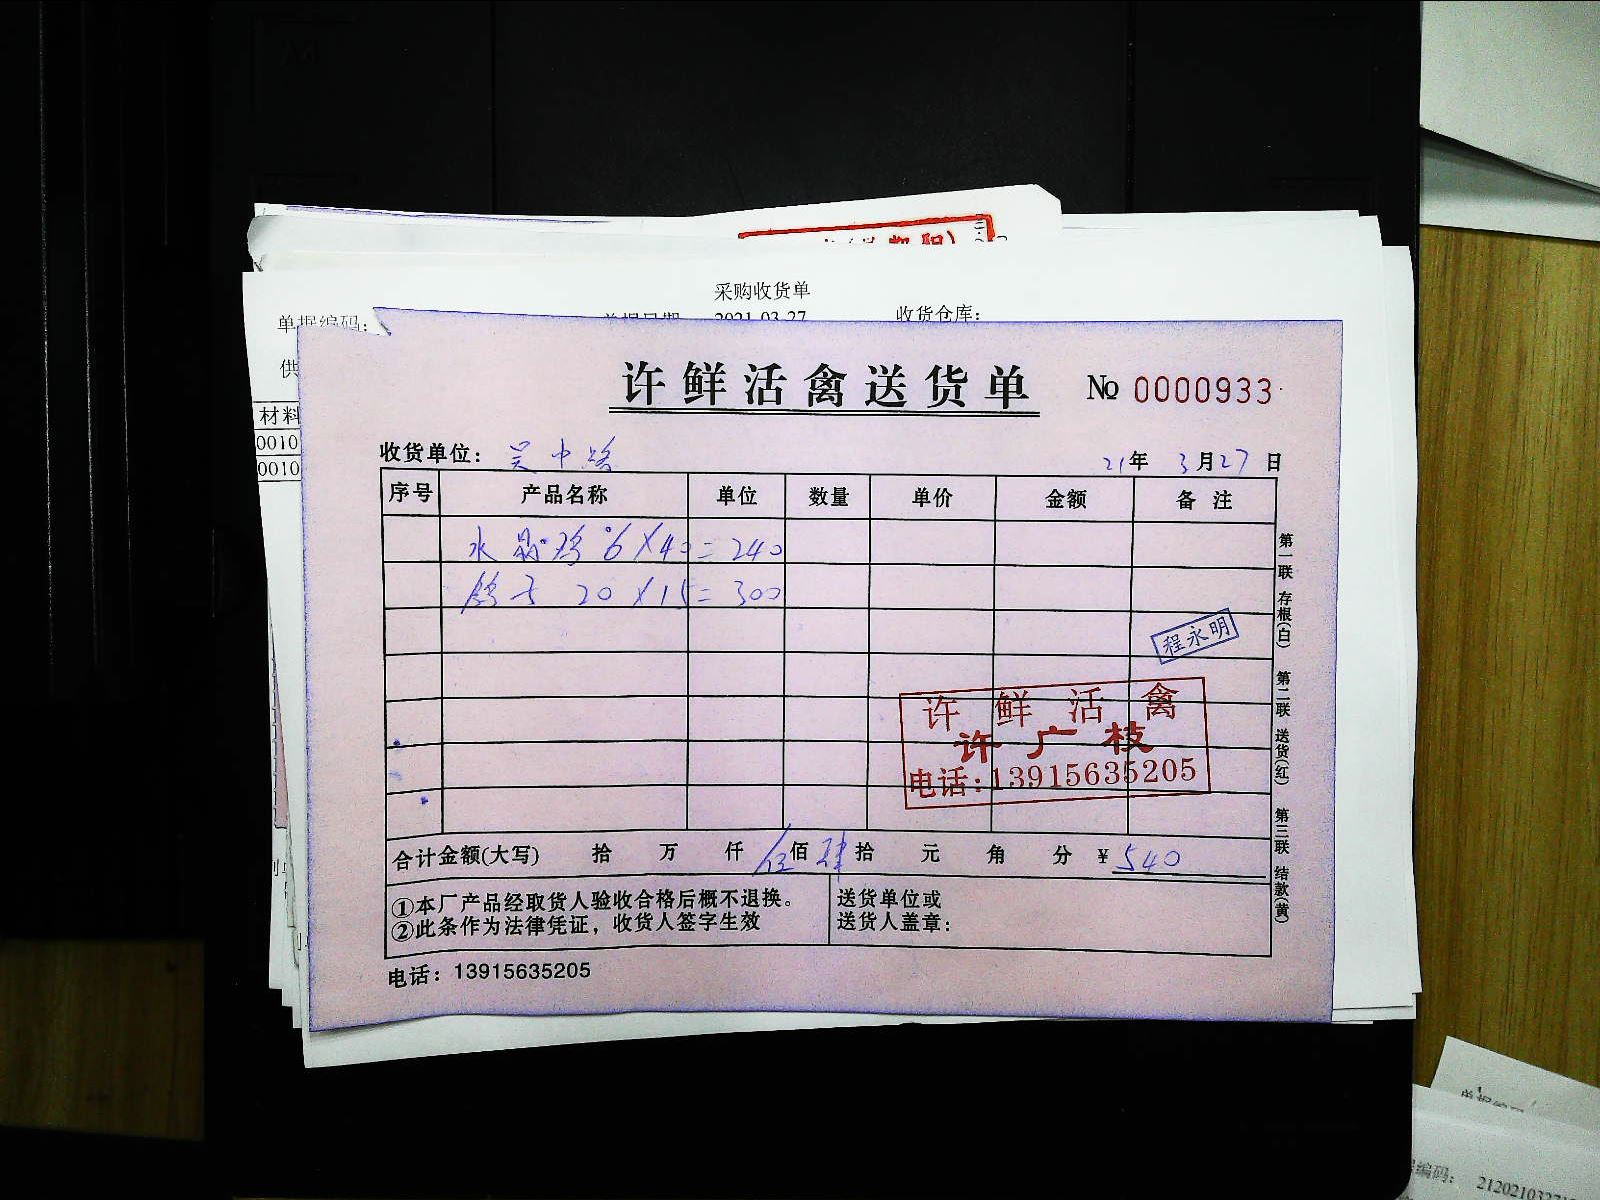 采购收货单
单据编码:
单据日期 2021-03-27
收货仓库:
供
材料
0010
0010
许鲜活禽送货单
№ 0000933
收货单位: 吴中路
21年 3月27日
序号 产品名称 单位 数量 单价 金额 备注
水晶鸡 6×40=240
鸽子 20×15=300
程永明
许鲜活禽
许广枝
电话:13915635205
合计金额(大写) 拾 万 仟 伍佰 肆拾 元 角 分 ¥ 540
①本厂产品经取货人验收合格后概不退换。
②此条作为法律凭证，收货人签字生效
送货单位或
送货人盖章:
电话: 13915635205
第一联 存根(白) 第二联 送货(红) 第三联 结款(黄)
编码: